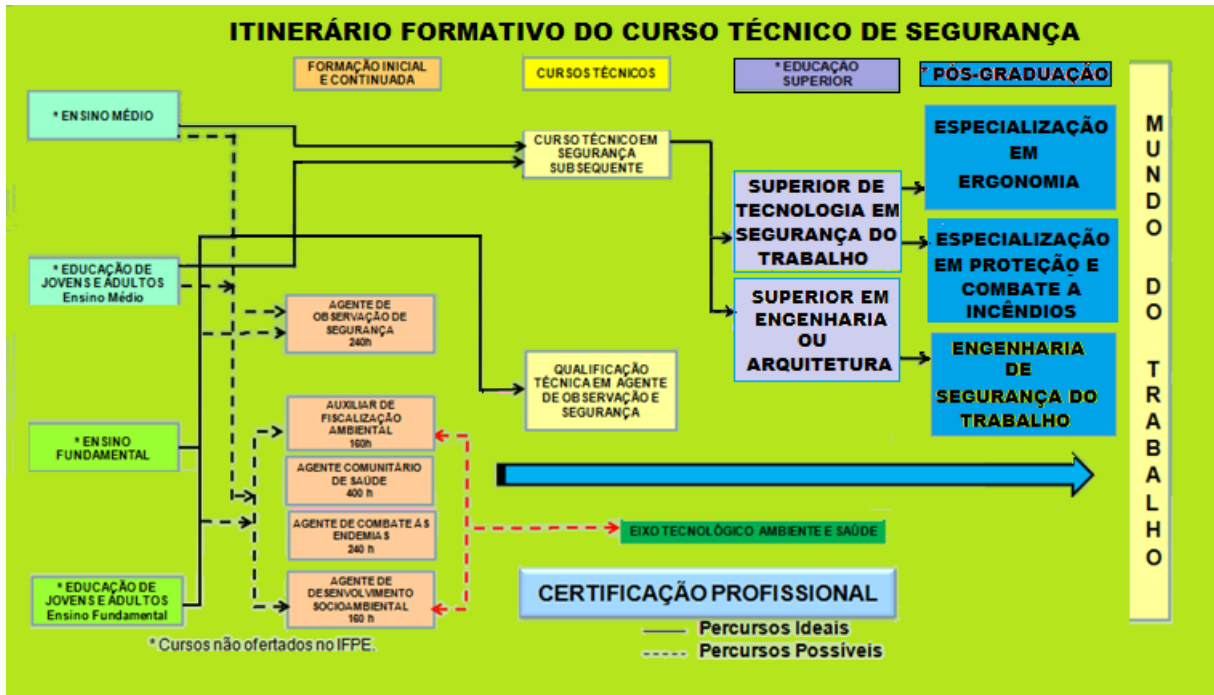 ITINERÁRIO FORMATIVO DO CURSO TÉCNICO DE SEGURANÇA
FORMAÇÃO INICIAL
E CONTINUADA
CURSOS TÉCNICOS
* EDUCAÇÃO
SUPERIOR
* PÓS-GRADUAÇÃO
* ENSINO MÉDIO
* EDUCAÇÃO DE
JOVENS E ADULTOS
Ensino Médio
* ENSINO
FUNDAMENTAL
* EDUCAÇÃO DE
JOVENS E ADULTOS
Ensino Fundamental
AGENTE DE
OBSERVAÇÃO DE
SEGURANÇA
240h
AUXILIAR DE
FISCALIZAÇÃO
AMBIENTAL
160h
AGENTE COMUNITÁRIO
DE SAÚDE
400 h
AGENTE DE COMBATE ÁS
ENDEMIAS
240 h
AGENTE DE
DESENVOLVIMENTO
SOCIOAMBIENTAL
160 h
CURSO TÉCNICO EM
SEGURANÇA
SUBSEQUENTE
QUALIFICAÇÃO
TÉCNICA EM AGENTE
DE OBSERVAÇÃO E
SEGURANÇA
SUPERIOR DE
TECNOLOGIA EM
SEGURANÇA DO
TRABALHO
SUPERIOR EM
ENGENHARIA
OU
ARQUITETURA
ESPECIALIZAÇÃO
EM
ERGONOMIA
ESPECIALIZAÇÃO
EM PROTEÇÃO E
COMBATE A
INCÊNDIOS
ENGENHARIA
DE
SEGURANÇA DO
TRABALHO
MUNDO DO TRABALHO
EIXO TECNOLÓGICO AMBIENTE E SAÚDE
CERTIFICAÇÃO PROFISSIONAL
Percursos Ideais
Percursos Possíveis
* Cursos não ofertados no IFPE.